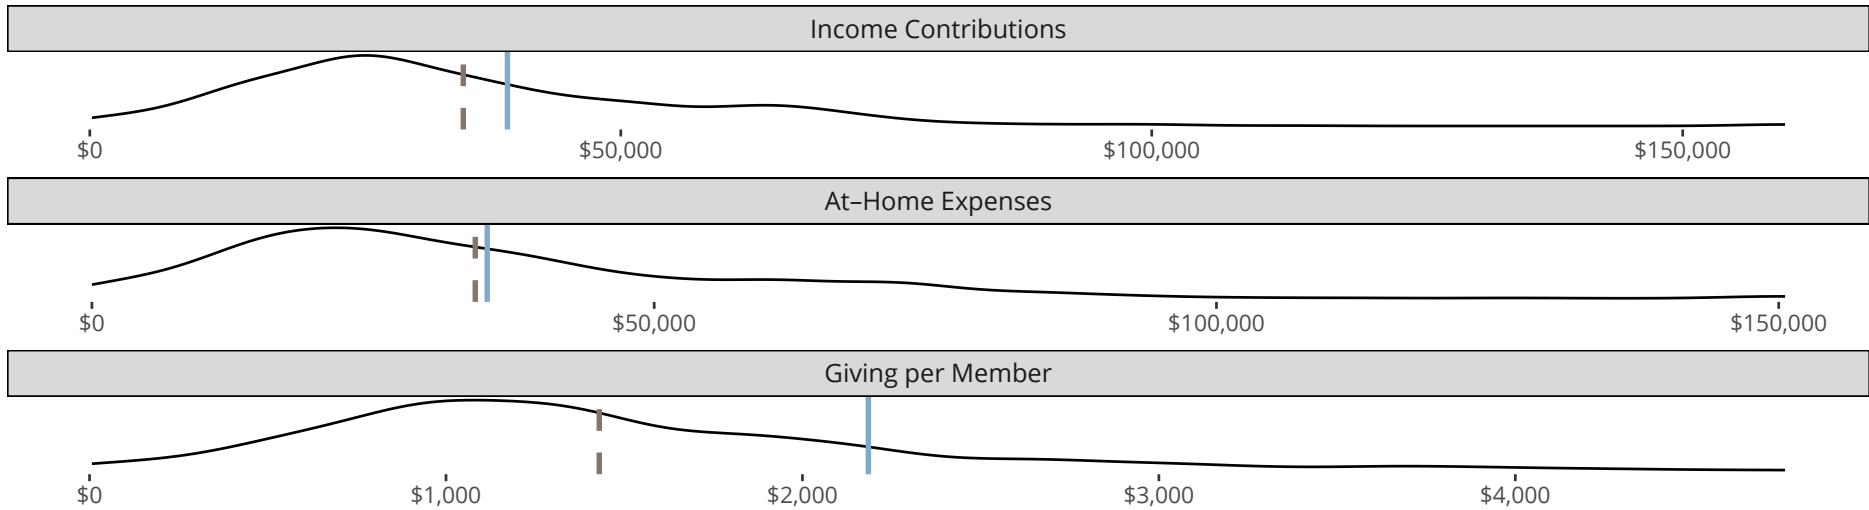 Income Contributions
$0 $50,000 $100,000 $150,000
At–Home Expenses
$0 $50,000 $100,000 $150,000
Giving per Member
$0 $1,000 $2,000 $3,000 $4,000